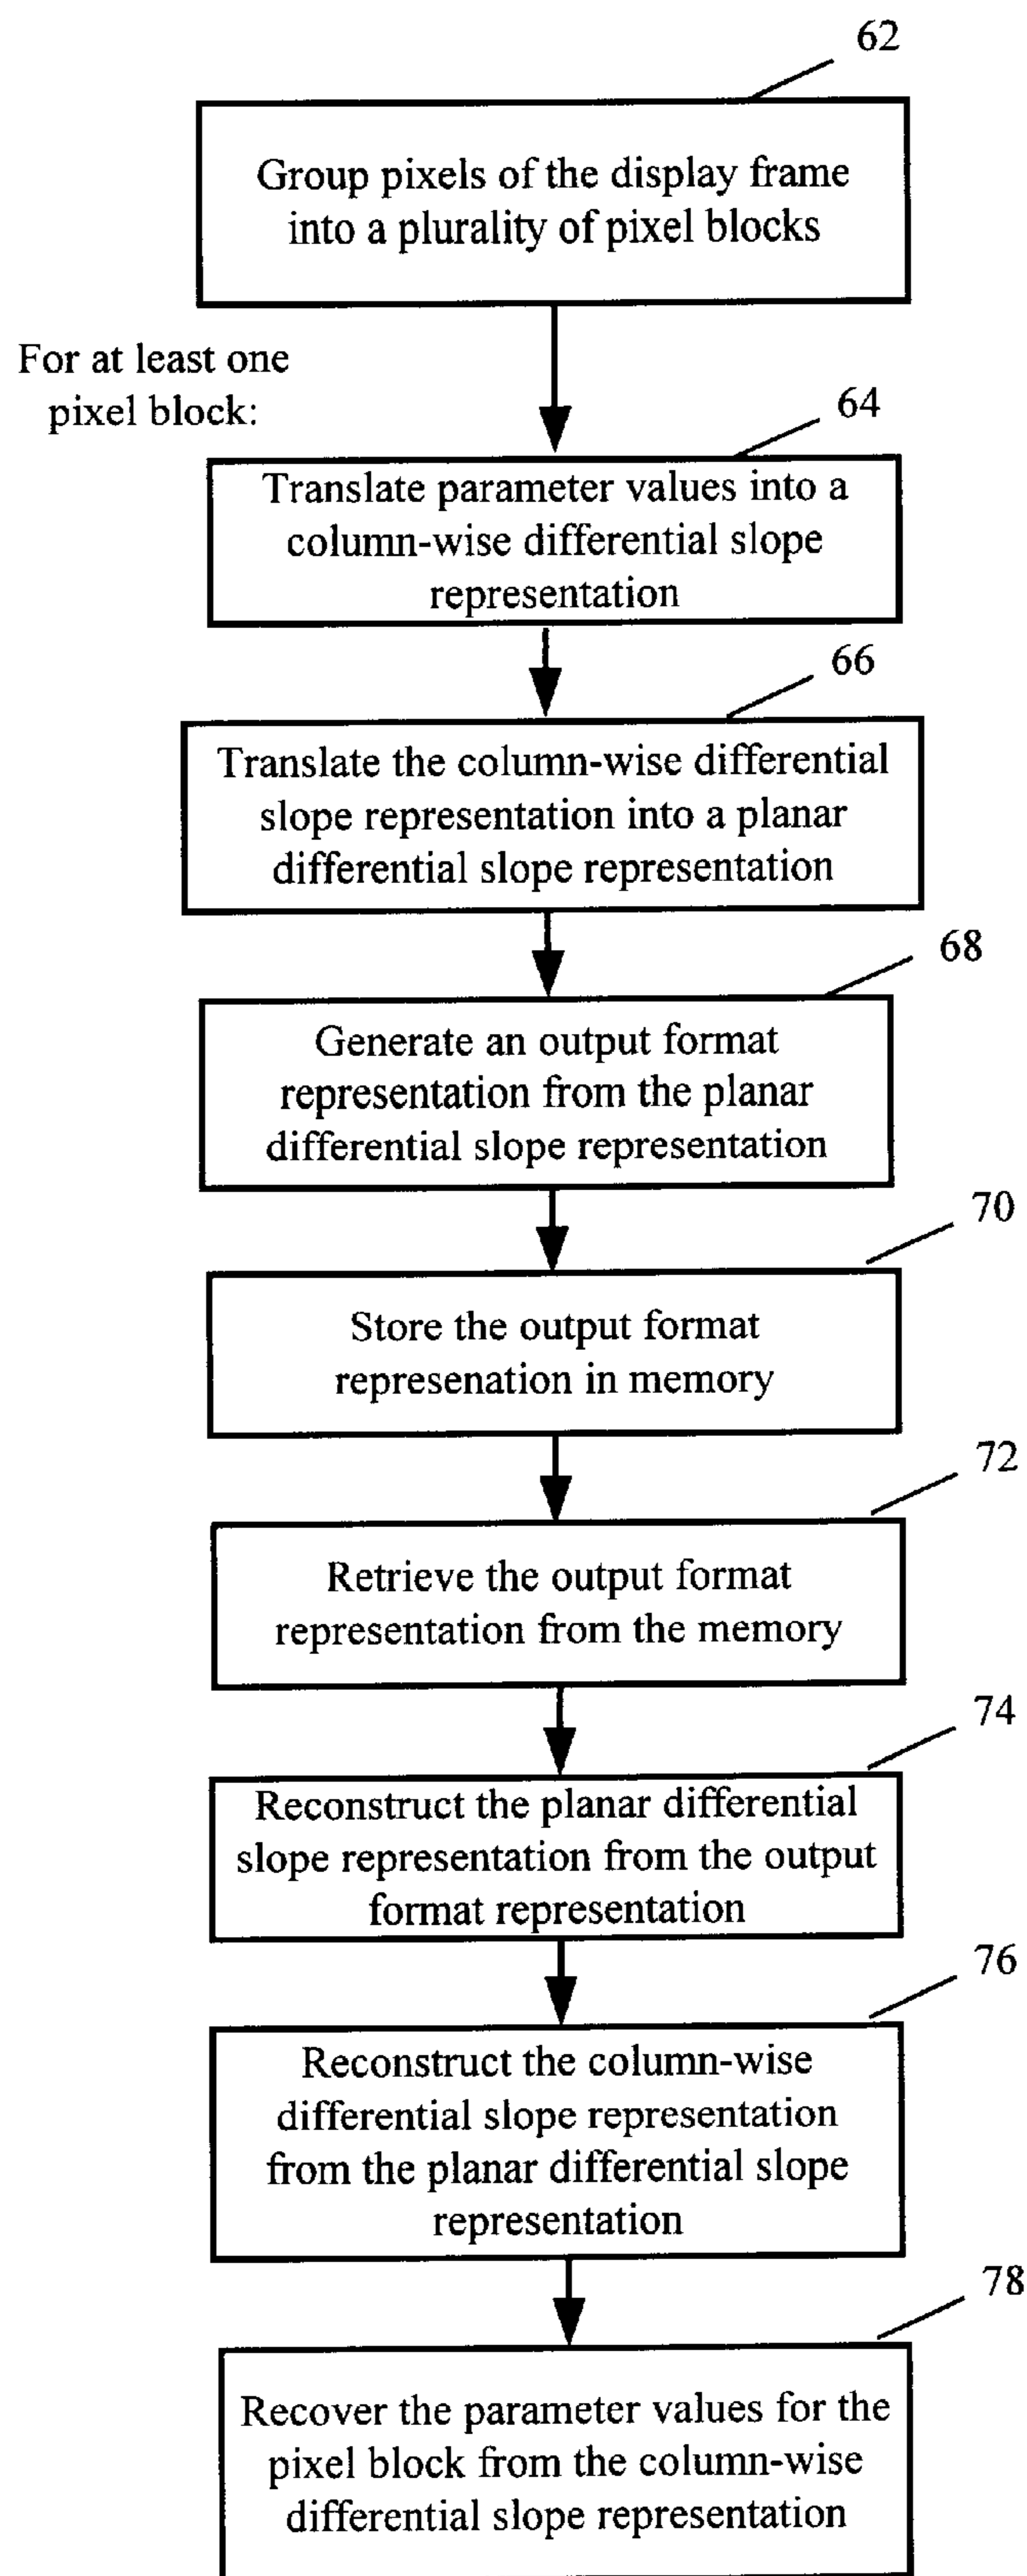 62
Group pixels of the display frame
into a plurality of pixel blocks
For at least one
pixel block:
64
Translate parameter values into a
column-wise differential slope
representation
66
Translate the column-wise differential
slope representation into a planar
differential slope representation
68
Generate an output format
representation from the planar
differential slope representation
70
Store the output format
represenation in memory
72
Retrieve the output format
representation from the memory
74
Reconstruct the planar differential
slope representation from the output
format representation
76
Reconstruct the column-wise
differential slope representation
from the planar differential slope
representation
78
Recover the parameter values for the
pixel block from the column-wise
differential slope representation